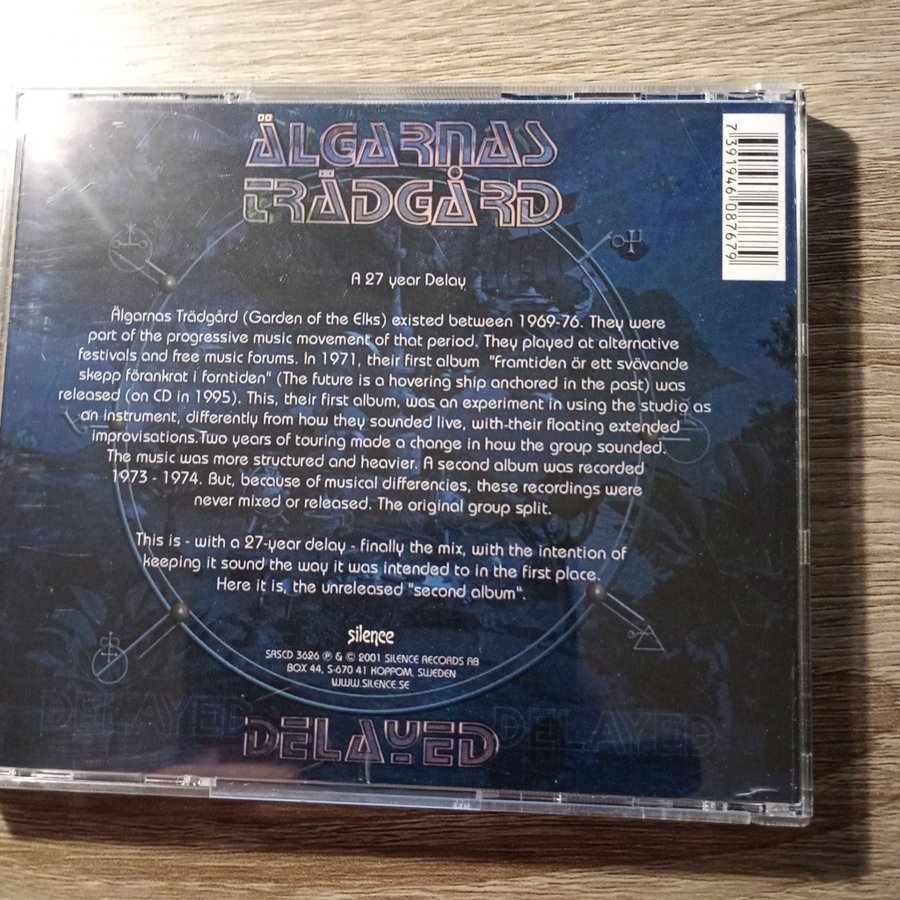 ÄLGARNAS
TRÄDGÅRD
7 391946 087679
A 27 year Delay
Älgarnas Trädgård (Garden of the Elks) existed between 1969-76. They were
part of the progressive music movement of that period. They played at alternative
festivals and free music forums. In 1971, their first album "Framtiden är ett svävande
skepp förankrat i forntiden" (The future is a hovering ship anchored in the past) was
released (on CD in 1995). This, their first album, was an experiment in using the studio as
an instrument, differently from how they sounded live, with their floating extended
improvisations.Two years of touring made a change in how the group sounded.
The music was more structured and heavier. A second album was recorded
1973 - 1974. But, because of musical differencies, these recordings were
never mixed or released. The original group split.
This is - with a 27-year delay - finally the mix, with the intention of
keeping it sound the way it was intended to in the first place.
Here it is, the unreleased "second album".
silence
SRSCD 3626 ℗ & © 2001 SILENCE RECORDS AB
BOX 44, S-670 41 KOPPOM, SWEDEN
WWW.SILENCE.SE
DELAYED DELAYED DELAYED